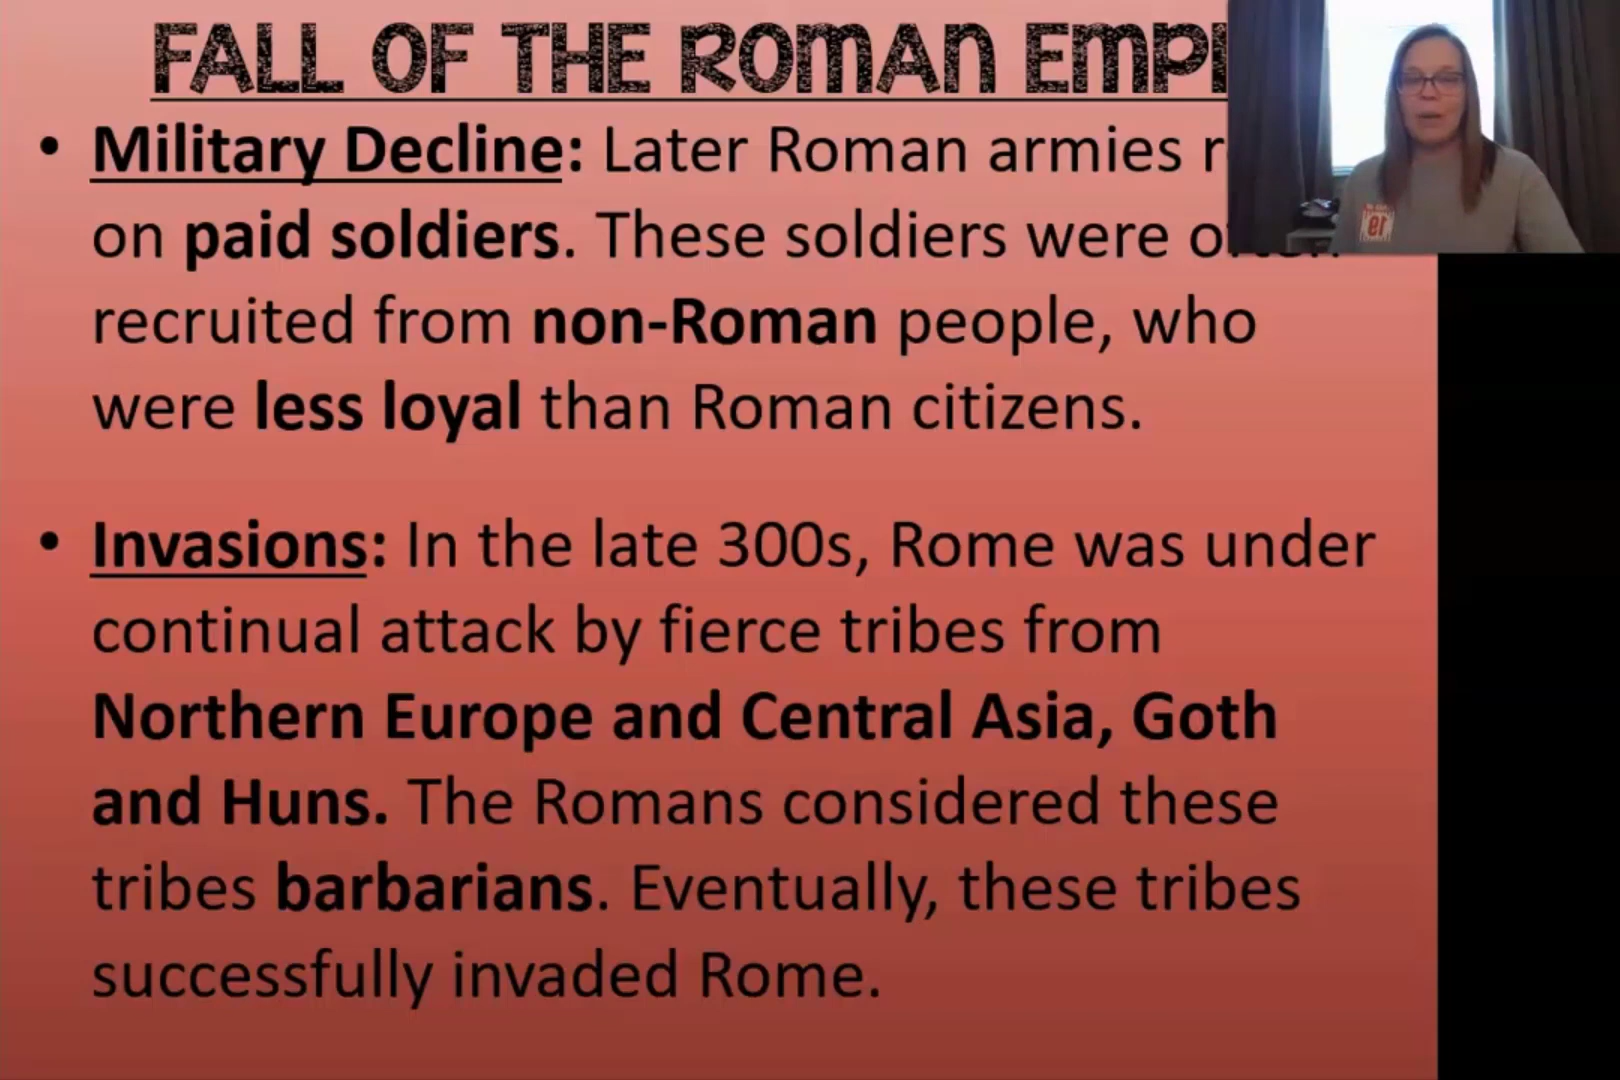 FALL OF THE ROMAN EMPI
• Military Decline: Later Roman armies r
on paid soldiers. These soldiers were often
recruited from non-Roman people, who
were less loyal than Roman citizens.
• Invasions: In the late 300s, Rome was under
continual attack by fierce tribes from
Northern Europe and Central Asia, Goth
and Huns. The Romans considered these
tribes barbarians. Eventually, these tribes
successfully invaded Rome.